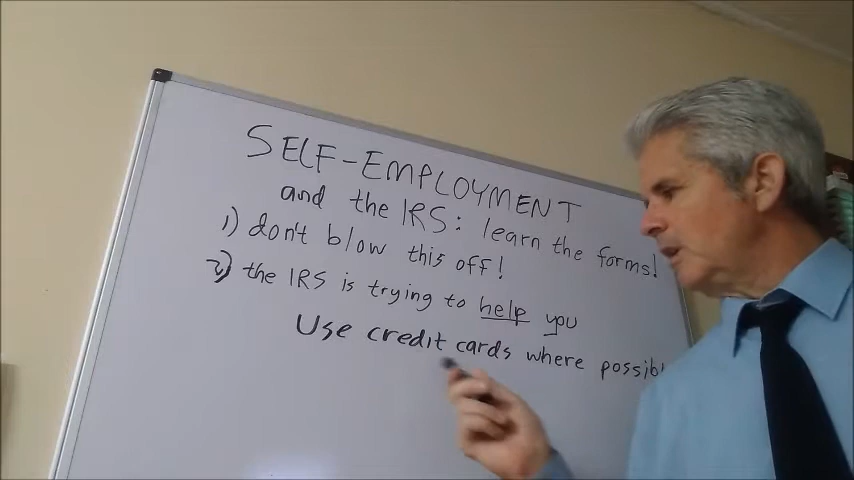 SELF-EMPLOYMENT
and the IRS: learn the forms!
1) don't blow this off!
2) the IRS is trying to help you
Use credit cards where